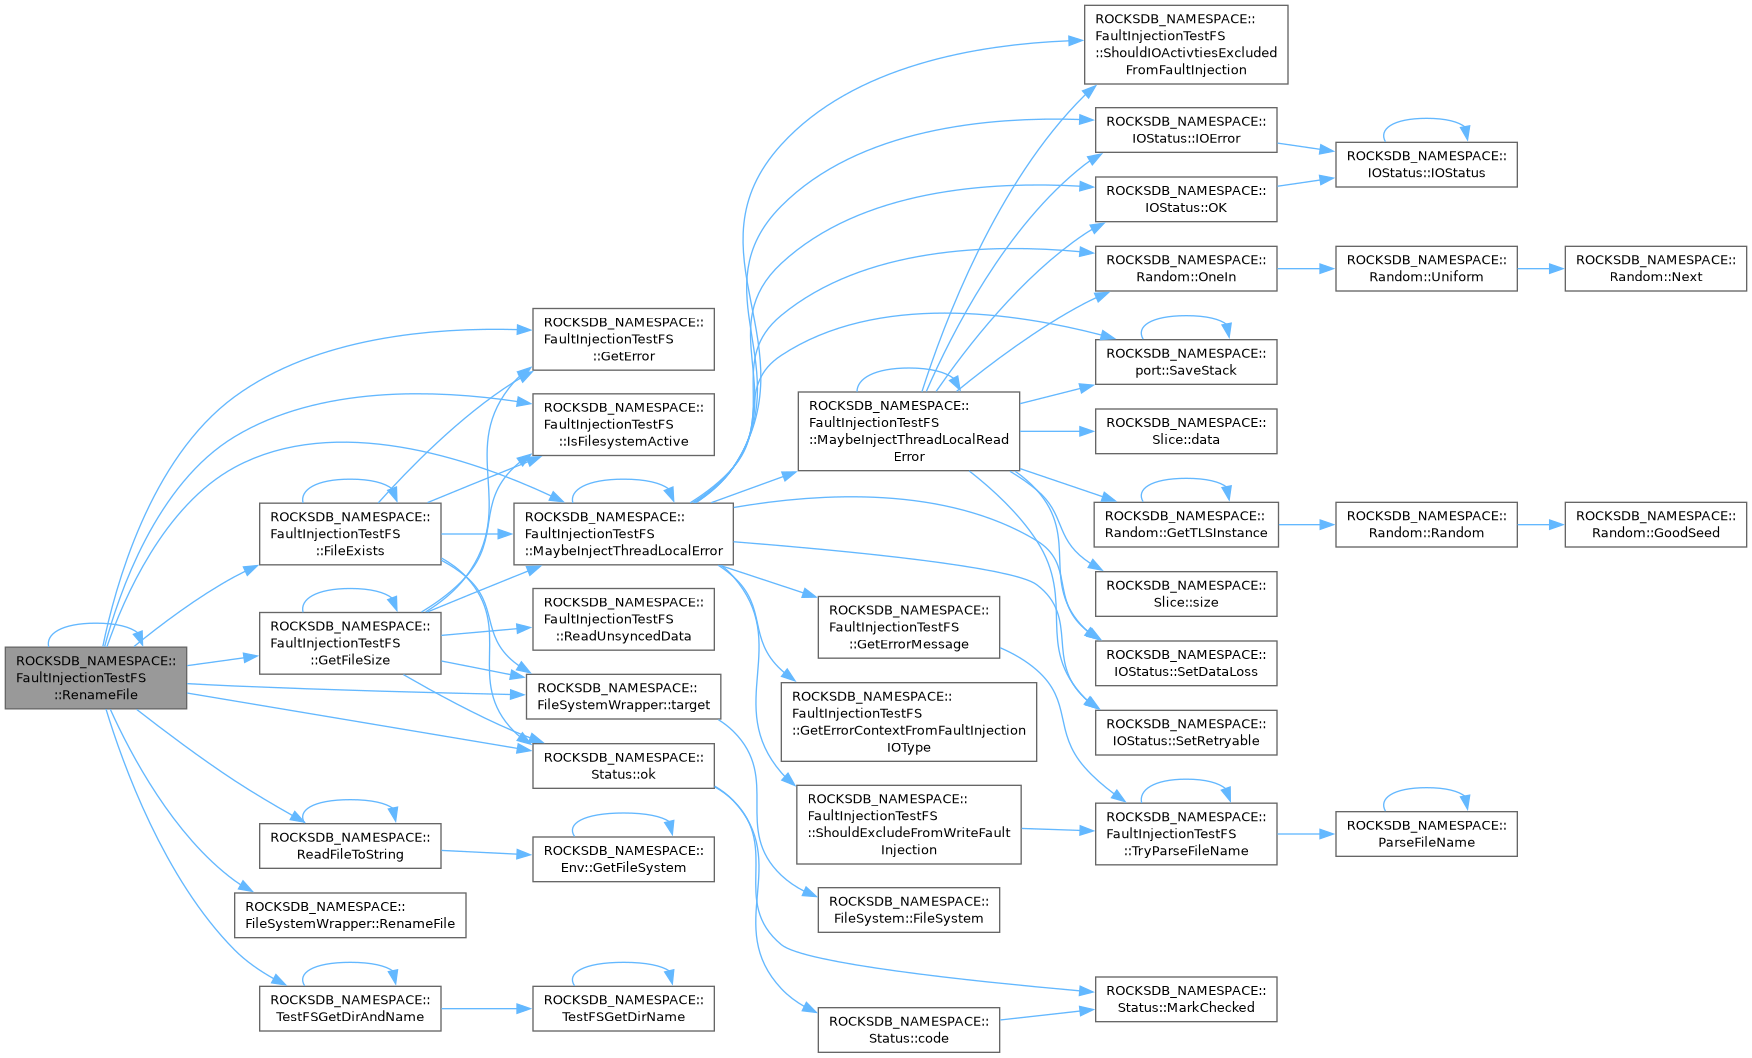 ROCKSDB_NAMESPACE::
FaultInjectionTestFS
::RenameFile
ROCKSDB_NAMESPACE::
FaultInjectionTestFS
::FileExists
ROCKSDB_NAMESPACE::
FaultInjectionTestFS
::GetFileSize
ROCKSDB_NAMESPACE::
ReadFileToString
ROCKSDB_NAMESPACE::
FileSystemWrapper::RenameFile
ROCKSDB_NAMESPACE::
TestFSGetDirAndName
ROCKSDB_NAMESPACE::
FaultInjectionTestFS
::GetError
ROCKSDB_NAMESPACE::
FaultInjectionTestFS
::IsFilesystemActive
ROCKSDB_NAMESPACE::
FaultInjectionTestFS
::MaybeInjectThreadLocalError
ROCKSDB_NAMESPACE::
FaultInjectionTestFS
::ReadUnsyncedData
ROCKSDB_NAMESPACE::
FileSystemWrapper::target
ROCKSDB_NAMESPACE::
Status::ok
ROCKSDB_NAMESPACE::
Env::GetFileSystem
ROCKSDB_NAMESPACE::
TestFSGetDirName
ROCKSDB_NAMESPACE::
FaultInjectionTestFS
::MaybeInjectThreadLocalRead
Error
ROCKSDB_NAMESPACE::
FaultInjectionTestFS
::GetErrorMessage
ROCKSDB_NAMESPACE::
FaultInjectionTestFS
::GetErrorContextFromFaultInjection
IOType
ROCKSDB_NAMESPACE::
FaultInjectionTestFS
::ShouldExcludeFromWriteFault
Injection
ROCKSDB_NAMESPACE::
FileSystem::FileSystem
ROCKSDB_NAMESPACE::
Status::code
ROCKSDB_NAMESPACE::
FaultInjectionTestFS
::ShouldIOActivtiesExcluded
FromFaultInjection
ROCKSDB_NAMESPACE::
IOStatus::IOError
ROCKSDB_NAMESPACE::
IOStatus::OK
ROCKSDB_NAMESPACE::
Random::OneIn
ROCKSDB_NAMESPACE::
port::SaveStack
ROCKSDB_NAMESPACE::
Slice::data
ROCKSDB_NAMESPACE::
Random::GetTLSInstance
ROCKSDB_NAMESPACE::
Slice::size
ROCKSDB_NAMESPACE::
IOStatus::SetDataLoss
ROCKSDB_NAMESPACE::
IOStatus::SetRetryable
ROCKSDB_NAMESPACE::
FaultInjectionTestFS
::TryParseFileName
ROCKSDB_NAMESPACE::
Status::MarkChecked
ROCKSDB_NAMESPACE::
IOStatus::IOStatus
ROCKSDB_NAMESPACE::
Random::Uniform
ROCKSDB_NAMESPACE::
Random::Random
ROCKSDB_NAMESPACE::
ParseFileName
ROCKSDB_NAMESPACE::
Random::Next
ROCKSDB_NAMESPACE::
Random::GoodSeed